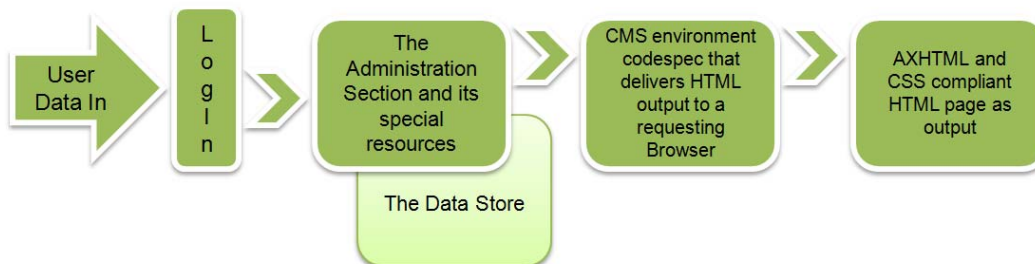 User
Data In
L
o
g
I
n
The
Administration
Section and its
special
resources
The Data Store
CMS environment
codespec that
delivers HTML
output to a
requesting
Browser
AXHTML and
CSS compliant
HTML page as
output